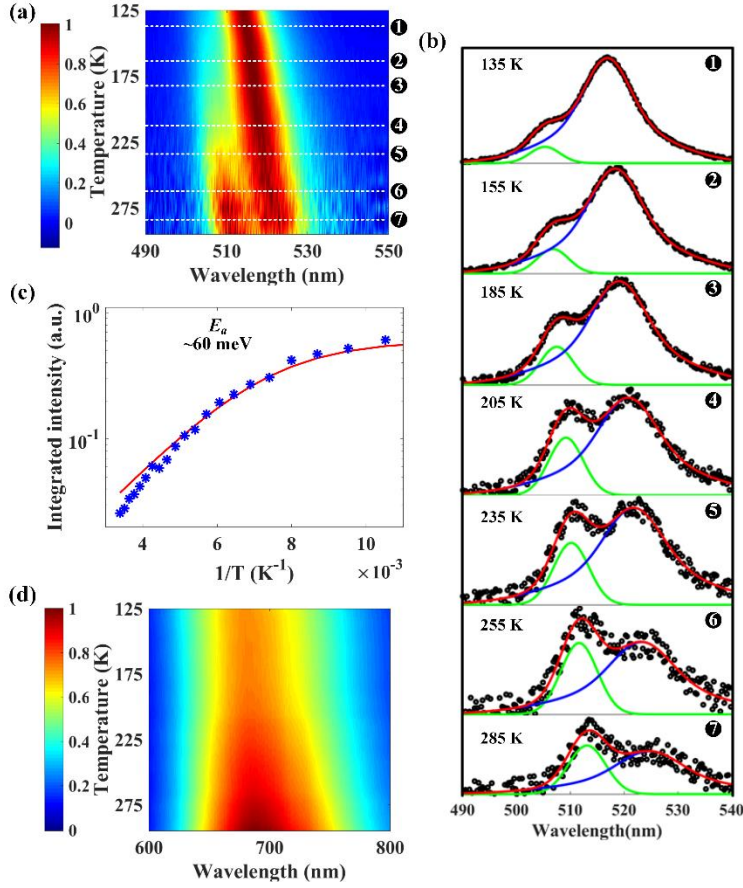 (a)
1
0.8
0.6
0.4
0.2
0
Temperature (K)
125
175
225
275
490
510
530
550
Wavelength (nm)
❶
❷
❸
❹
❺
❻
❼
(b)
135 K
❶
155 K
❷
185 K
❸
205 K
❹
235 K
❺
255 K
❻
285 K
❼
490 500 510 520 530 540
Wavelength(nm)
(c)
Integrated intensity (a.u.)
10⁰
10⁻¹
Eₐ
~60 meV
4 6 8 10
1/T (K⁻¹)
× 10⁻³
(d)
1
0.8
0.6
0.4
0.2
0
Temperature (K)
125
175
225
275
600 700 800
Wavelength (nm)